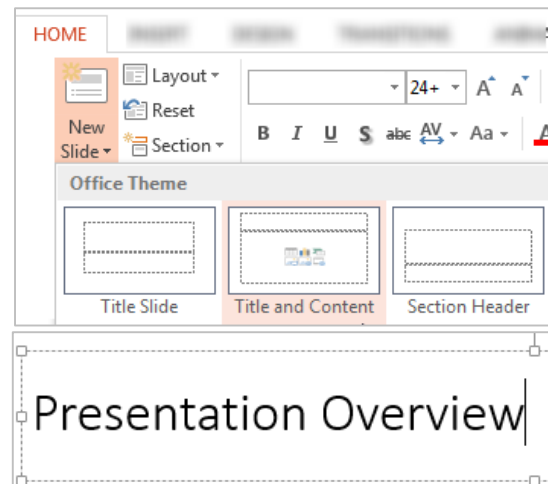 HOME
Layout
24+ A A
New Slide
Reset
Section
B I U S abc AV Aa A
Office Theme
Title Slide Title and Content Section Header
Presentation Overview